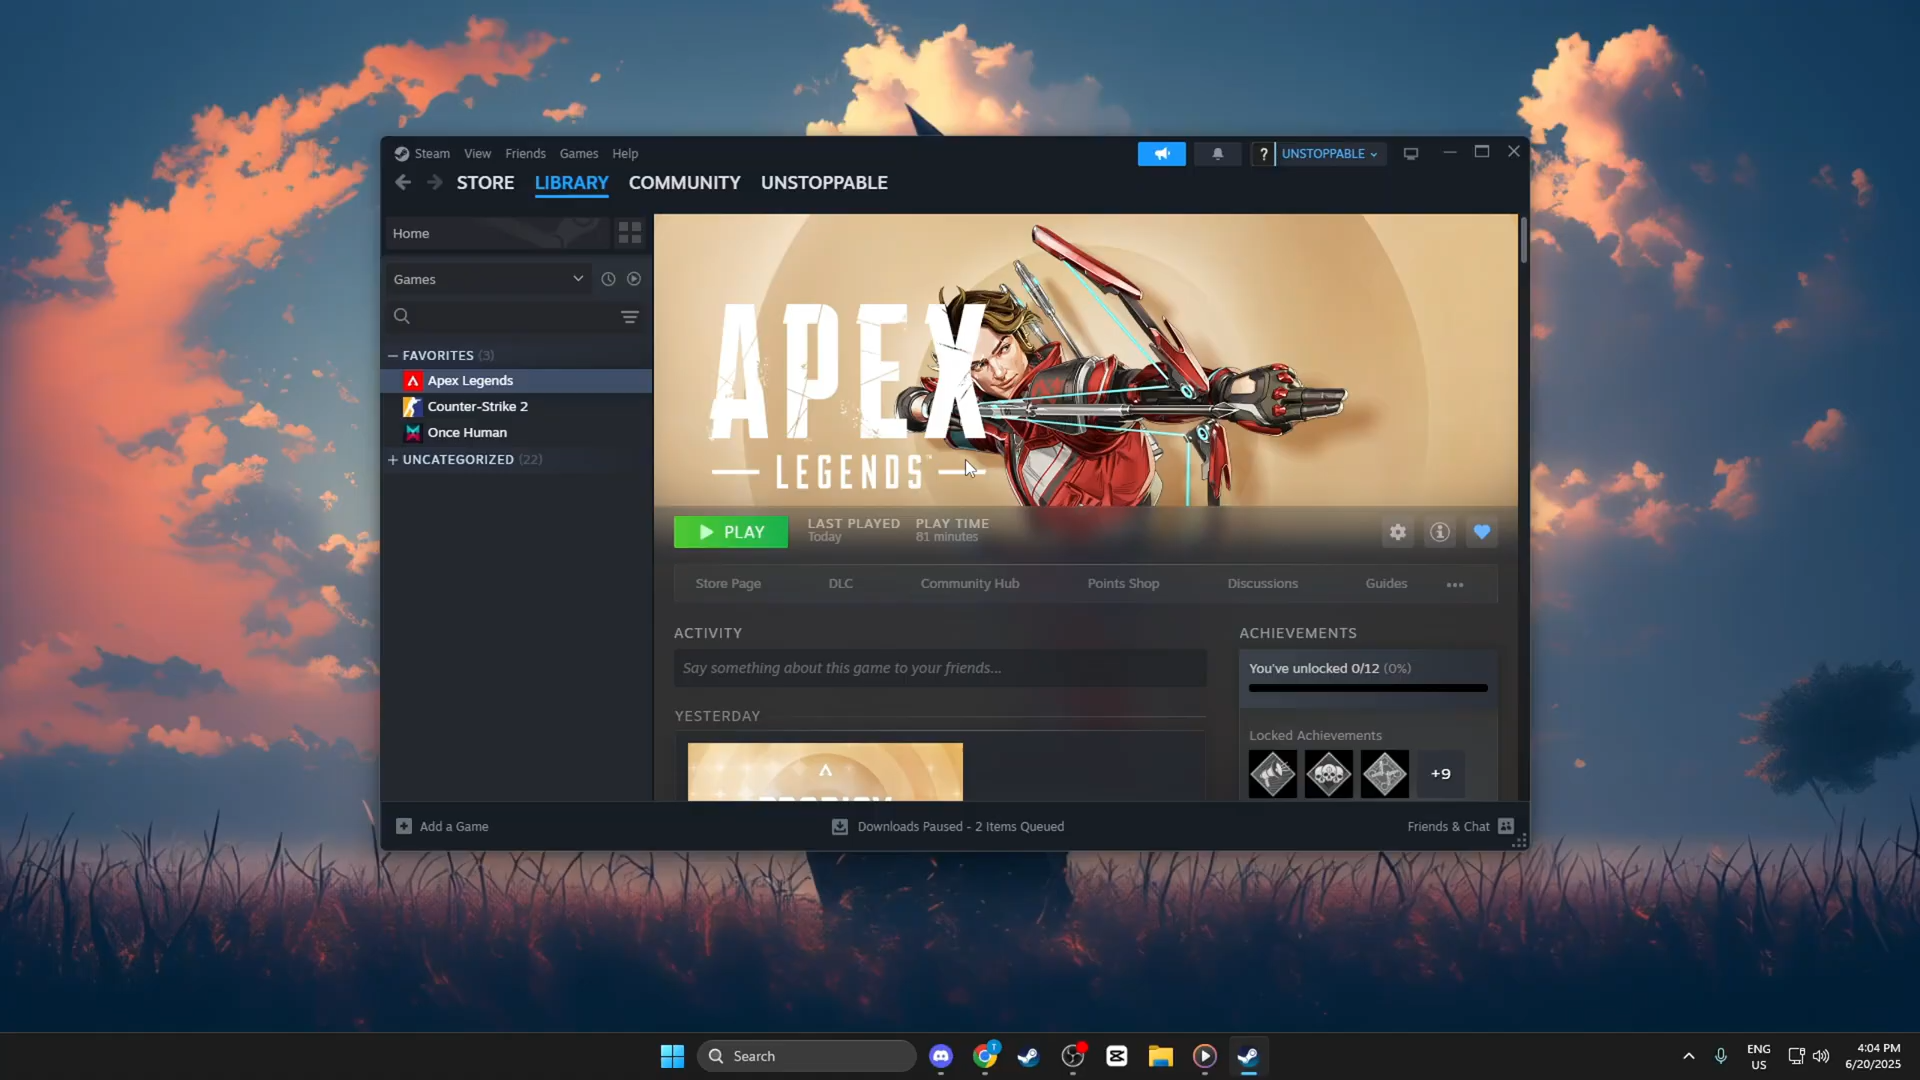 Steam View Friends Games Help
? UNSTOPPABLE
STORE LIBRARY COMMUNITY UNSTOPPABLE
Home
Games
FAVORITES (3)
Apex Legends
Counter-Strike 2
Once Human
UNCATEGORIZED (22)
APEX
LEGENDS™
PLAY
LAST PLAYED
Today
PLAY TIME
81 minutes
Store Page DLC Community Hub Points Shop Discussions Guides
ACTIVITY
Say something about this game to your friends...
YESTERDAY
ACHIEVEMENTS
You've unlocked 0/12 (0%)
Locked Achievements
+9
Add a Game
Downloads Paused - 2 Items Queued
Friends & Chat
Search
T
ENG
US
4:04 PM
6/20/2025